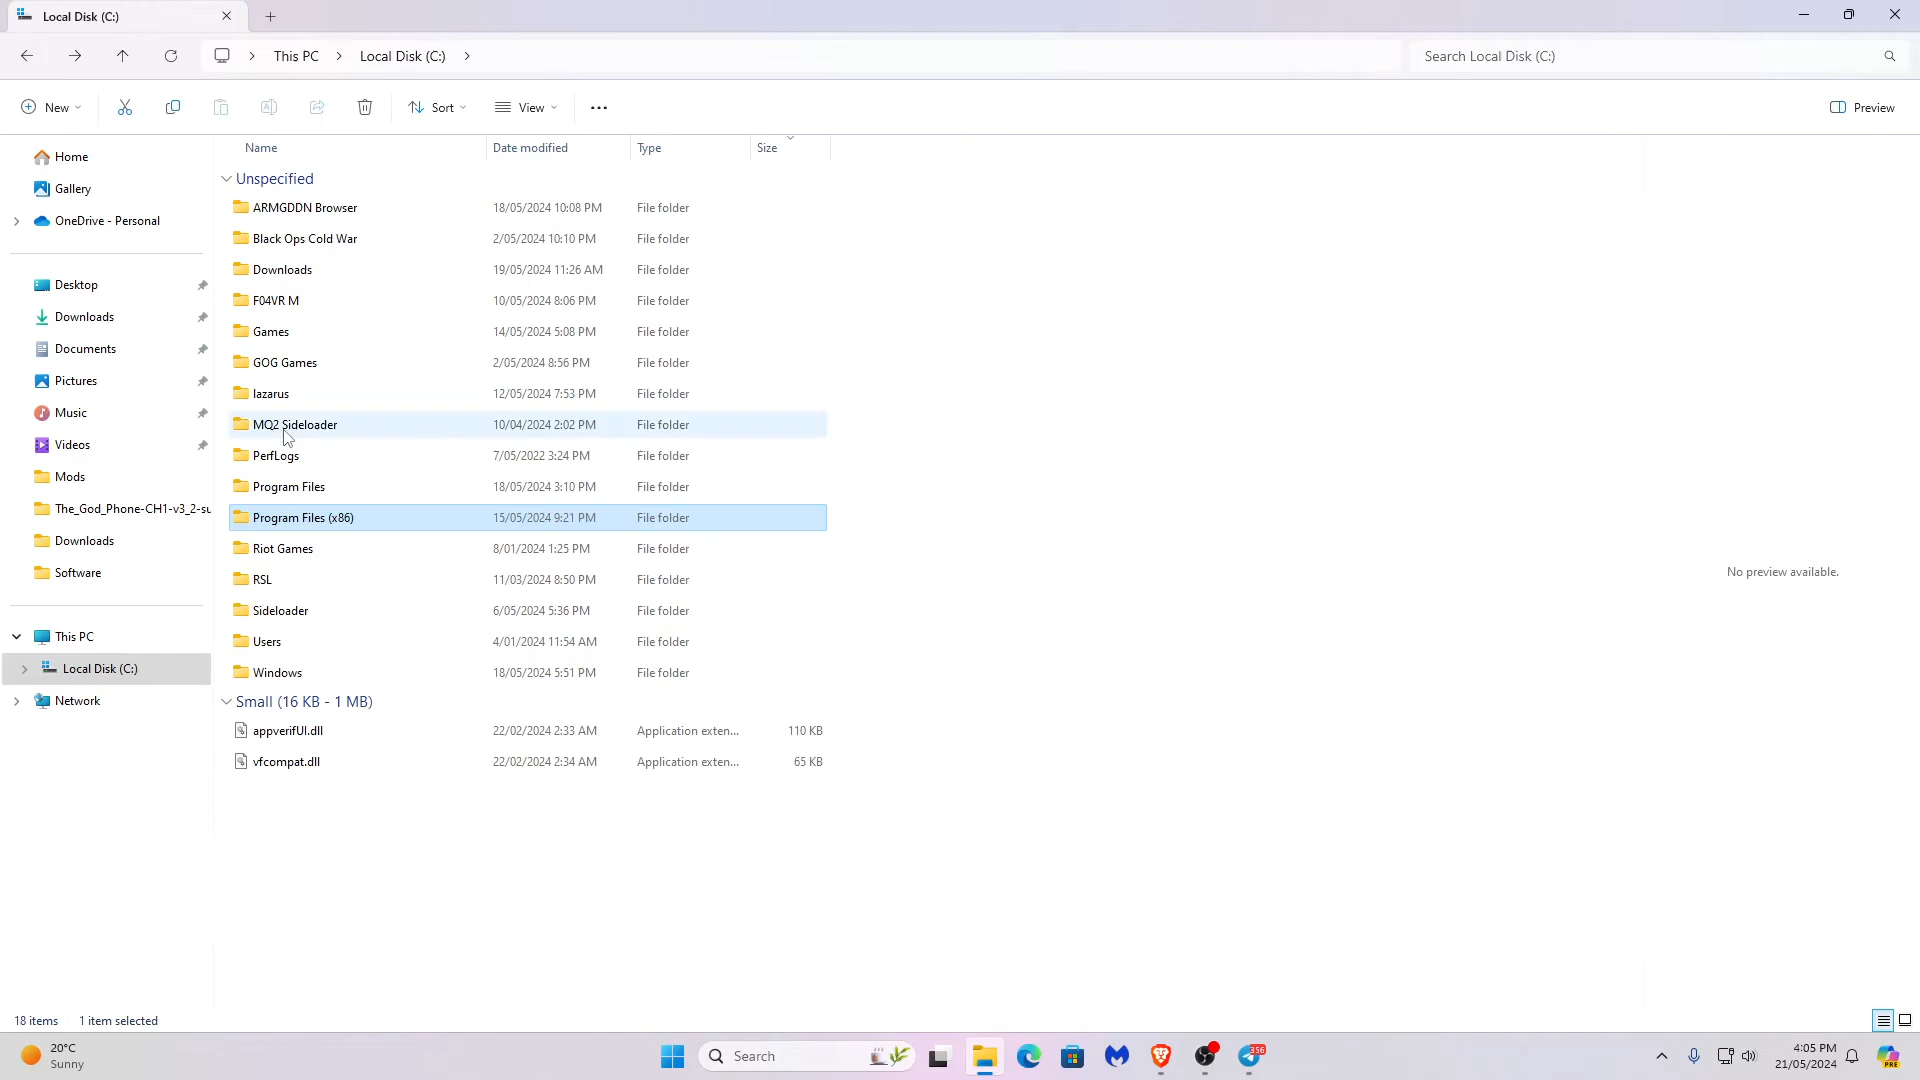 Local Disk (C:)
This PC
Local Disk (C:)
Search Local Disk (C:)
New
Sort
View
Preview
Name Date modified Type Size
Home
Gallery
OneDrive - Personal
Desktop
Downloads
Documents
Pictures
Music
Videos
Mods
The_God_Phone-CH1-v3_2-su
Downloads
Software
This PC
Local Disk (C:)
Network
Unspecified
ARMGDDN Browser 18/05/2024 10:08 PM File folder
Black Ops Cold War 2/05/2024 10:10 PM File folder
Downloads 19/05/2024 11:26 AM File folder
F04VR M 10/05/2024 8:06 PM File folder
Games 14/05/2024 5:08 PM File folder
GOG Games 2/05/2024 8:56 PM File folder
lazarus 12/05/2024 7:53 PM File folder
MQ2 Sideloader 10/04/2024 2:02 PM File folder
PerfLogs 7/05/2022 3:24 PM File folder
Program Files 18/05/2024 3:10 PM File folder
Program Files (x86) 15/05/2024 9:21 PM File folder
Riot Games 8/01/2024 1:25 PM File folder
RSL 11/03/2024 8:50 PM File folder
Sideloader 6/05/2024 5:36 PM File folder
Users 4/01/2024 11:54 AM File folder
Windows 18/05/2024 5:51 PM File folder
Small (16 KB - 1 MB)
appverifUI.dll 22/02/2024 2:33 AM Application exten... 110 KB
vfcompat.dll 22/02/2024 2:34 AM Application exten... 65 KB
No preview available.
18 items 1 item selected
20°C
Sunny
Search
356
4:05 PM
21/05/2024
PRE